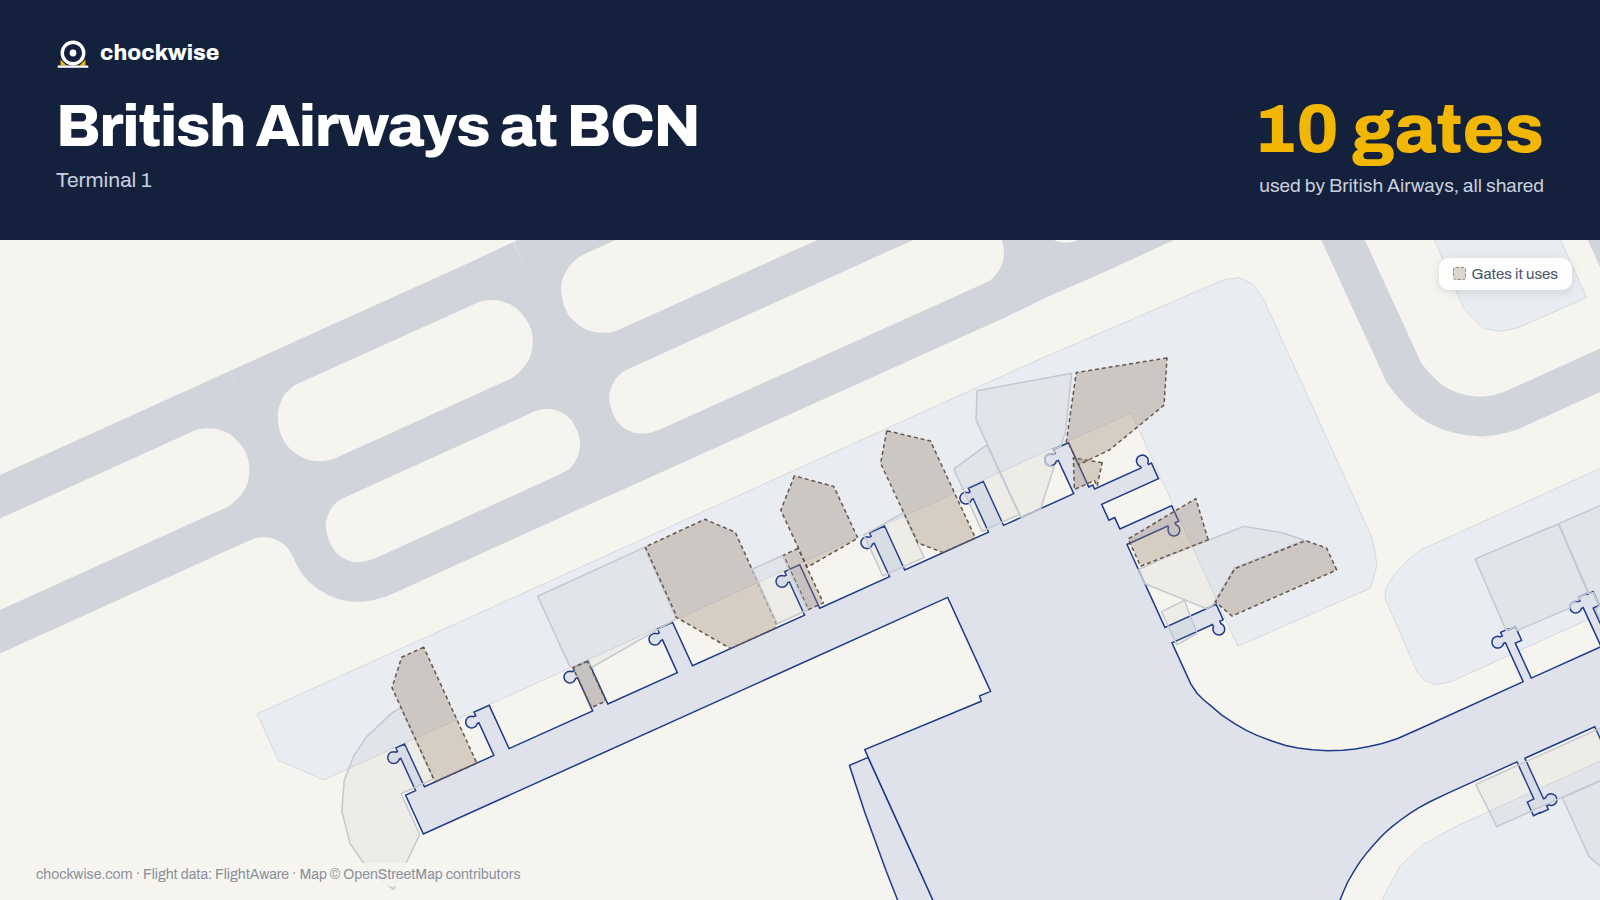 chockwise
British Airways at BCN
Terminal 1
10 gates
used by British Airways, all shared
Gates it uses
chockwise.com · Flight data: FlightAware · Map © OpenStreetMap contributors